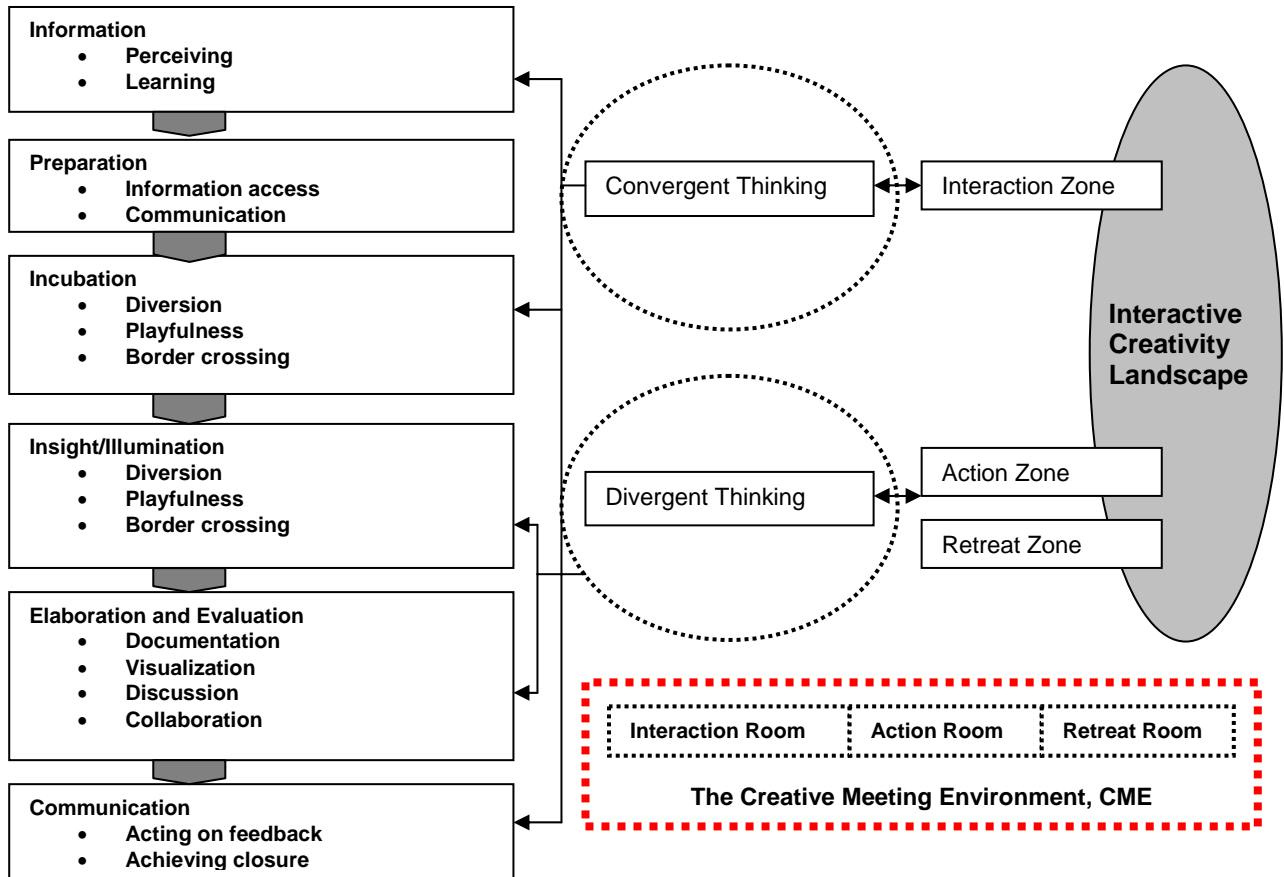 Information
• Perceiving
• Learning
Preparation
• Information access
• Communication
Incubation
• Diversion
• Playfulness
• Border crossing
Insight/Illumination
• Diversion
• Playfulness
• Border crossing
Elaboration and Evaluation
• Documentation
• Visualization
• Discussion
• Collaboration
Communication
• Acting on feedback
• Achieving closure
Convergent Thinking
Divergent Thinking
Interaction Zone
Action Zone
Retreat Zone
Interactive
Creativity
Landscape
Interaction Room
Action Room
Retreat Room
The Creative Meeting Environment, CME